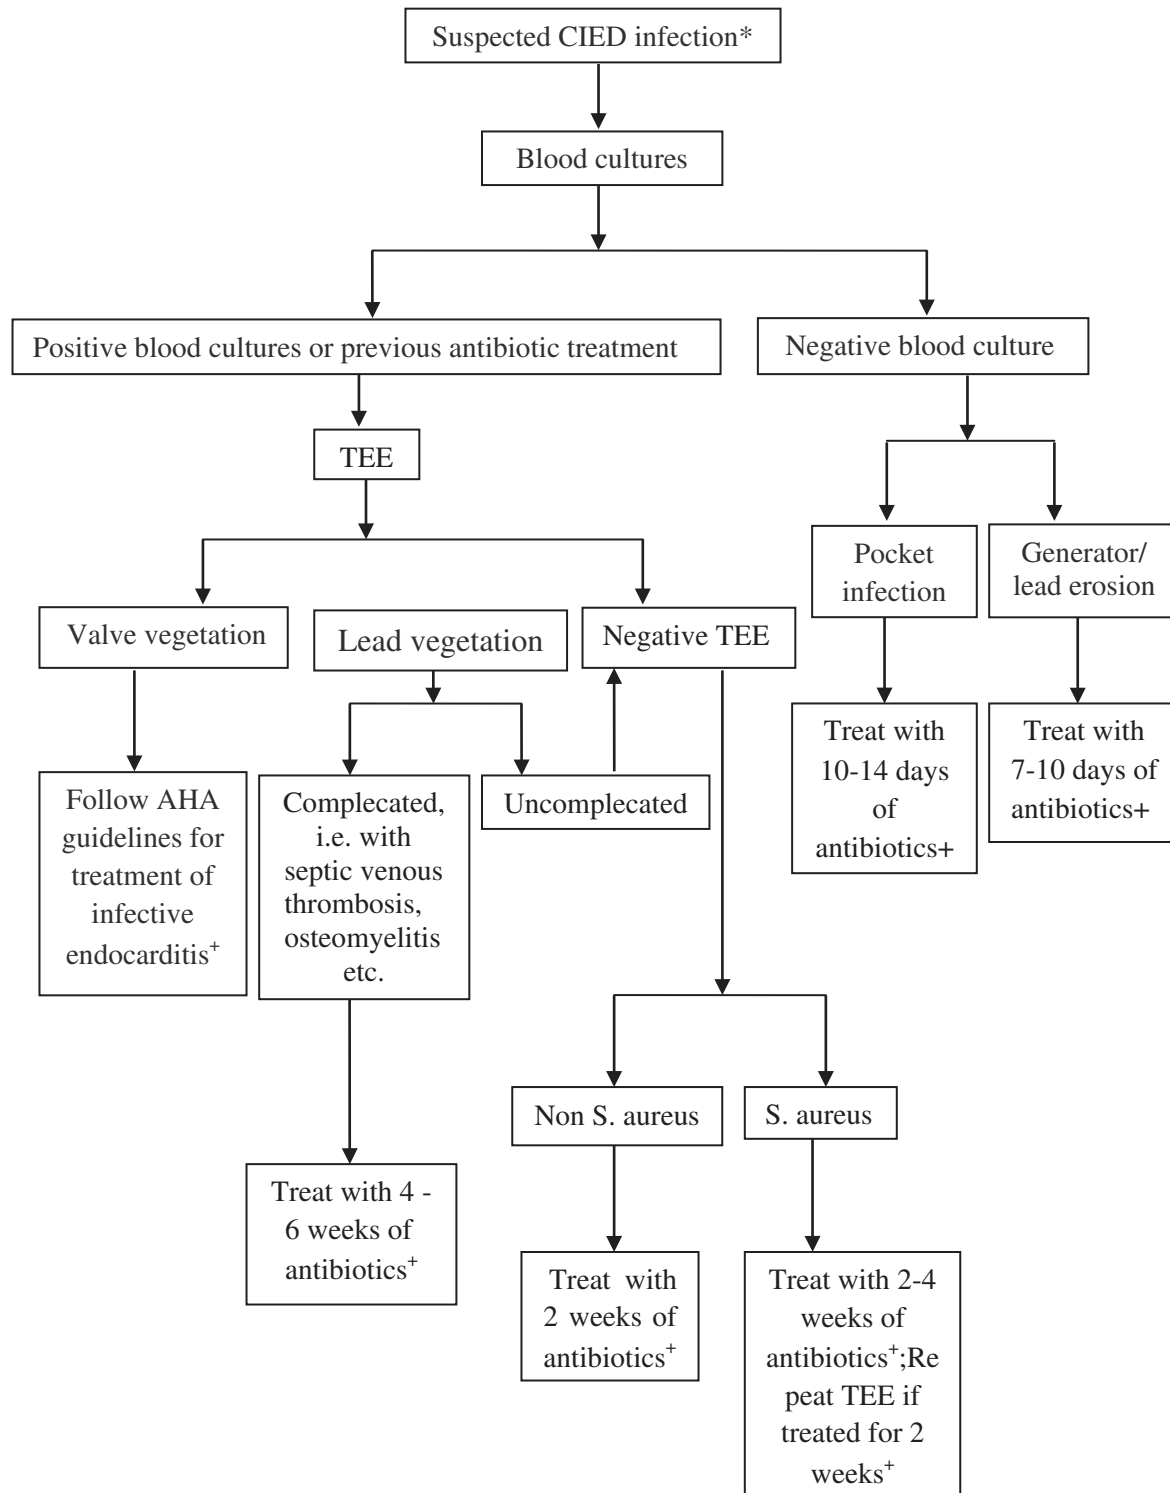 Suspected CIED infection*
Blood cultures
Positive blood cultures or previous antibiotic treatment
Negative blood culture
TEE
Pocket
infection
Generator/
lead erosion
Valve vegetation
Lead vegetation
Negative TEE
Treat with
10-14 days
of
antibiotics+
Treat with
7-10 days of
antibiotics+
Follow AHA
guidelines for
treatment of
infective
endocarditis⁺
Complecated,
i.e. with
septic venous
thrombosis,
osteomyelitis
etc.
Uncomplecated
Non S. aureus
S. aureus
Treat with 4 -
6 weeks of
antibiotics⁺
Treat with
2 weeks of
antibiotics⁺
Treat with 2-4
weeks of
antibiotics⁺;Re
peat TEE if
treated for 2
weeks⁺